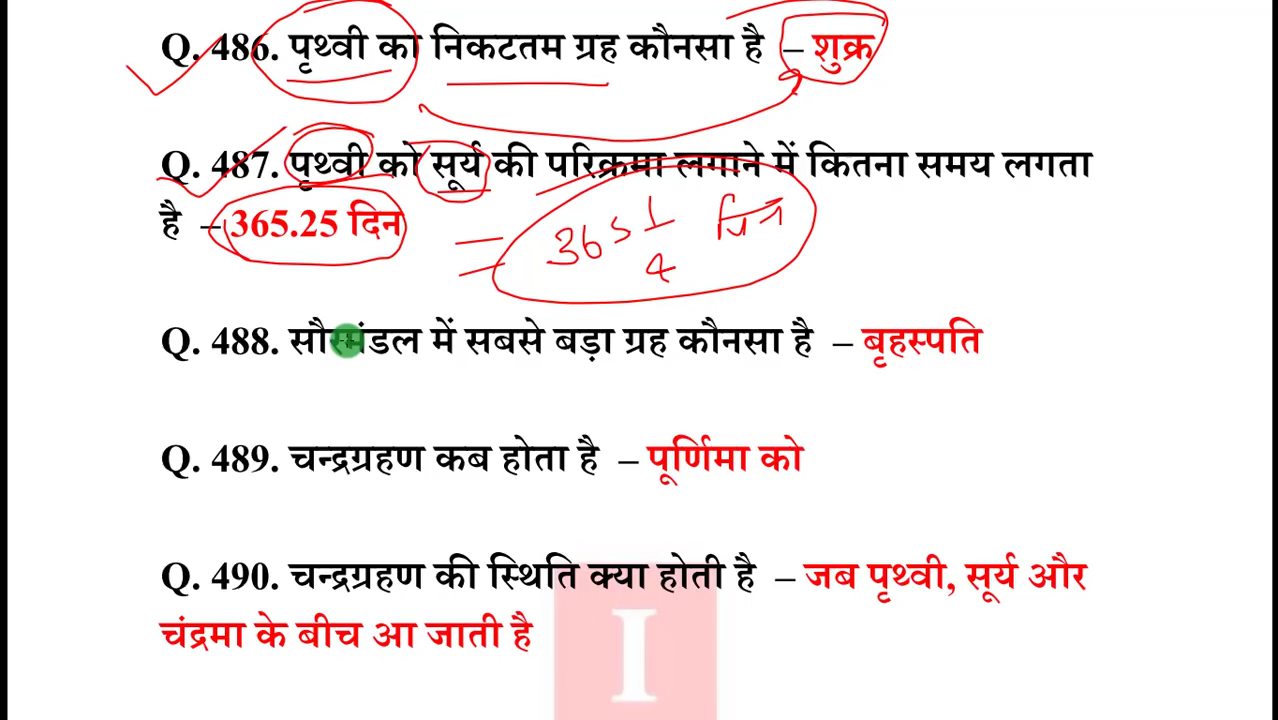 Q. 486. पृथ्वी का निकटतम ग्रह कौनसा है – शुक्र
Q. 487. पृथ्वी को सूर्य की परिक्रमा लगाने में कितना समय लगता
है – 365.25 दिन
= 365 1/4 दिन
Q. 488. सौरमंडल में सबसे बड़ा ग्रह कौनसा है – बृहस्पति
Q. 489. चन्द्रग्रहण कब होता है – पूर्णिमा को
Q. 490. चन्द्रग्रहण की स्थिति क्या होती है – जब पृथ्वी, सूर्य और
चंद्रमा के बीच आ जाती है
I